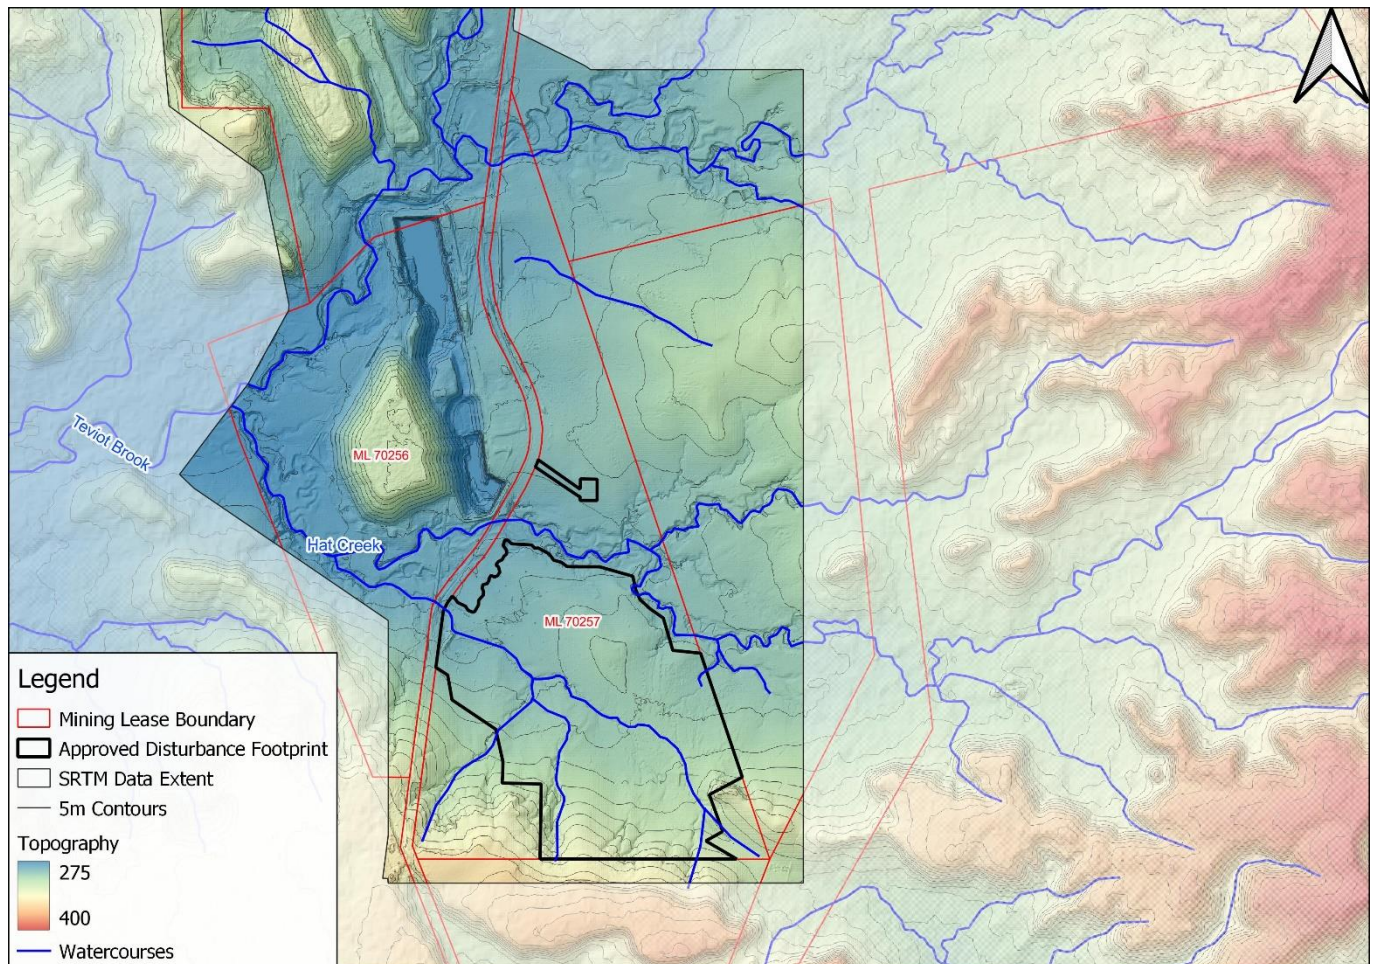 Teviot Brook
ML 70256
Hat Creek
ML 70257
Legend
Mining Lease Boundary
Approved Disturbance Footprint
SRTM Data Extent
5m Contours
Topography
275
400
Watercourses